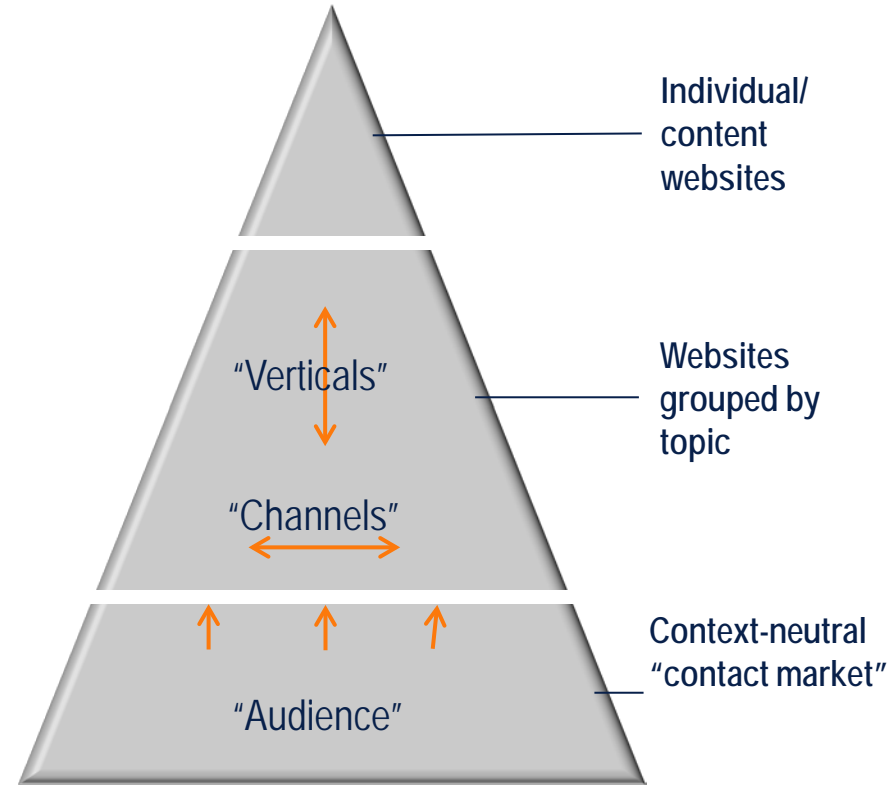 Individual/
content
websites
“Verticals”
Websites
grouped by
topic
“Channels”
Context-neutral
“contact market”
“Audience”